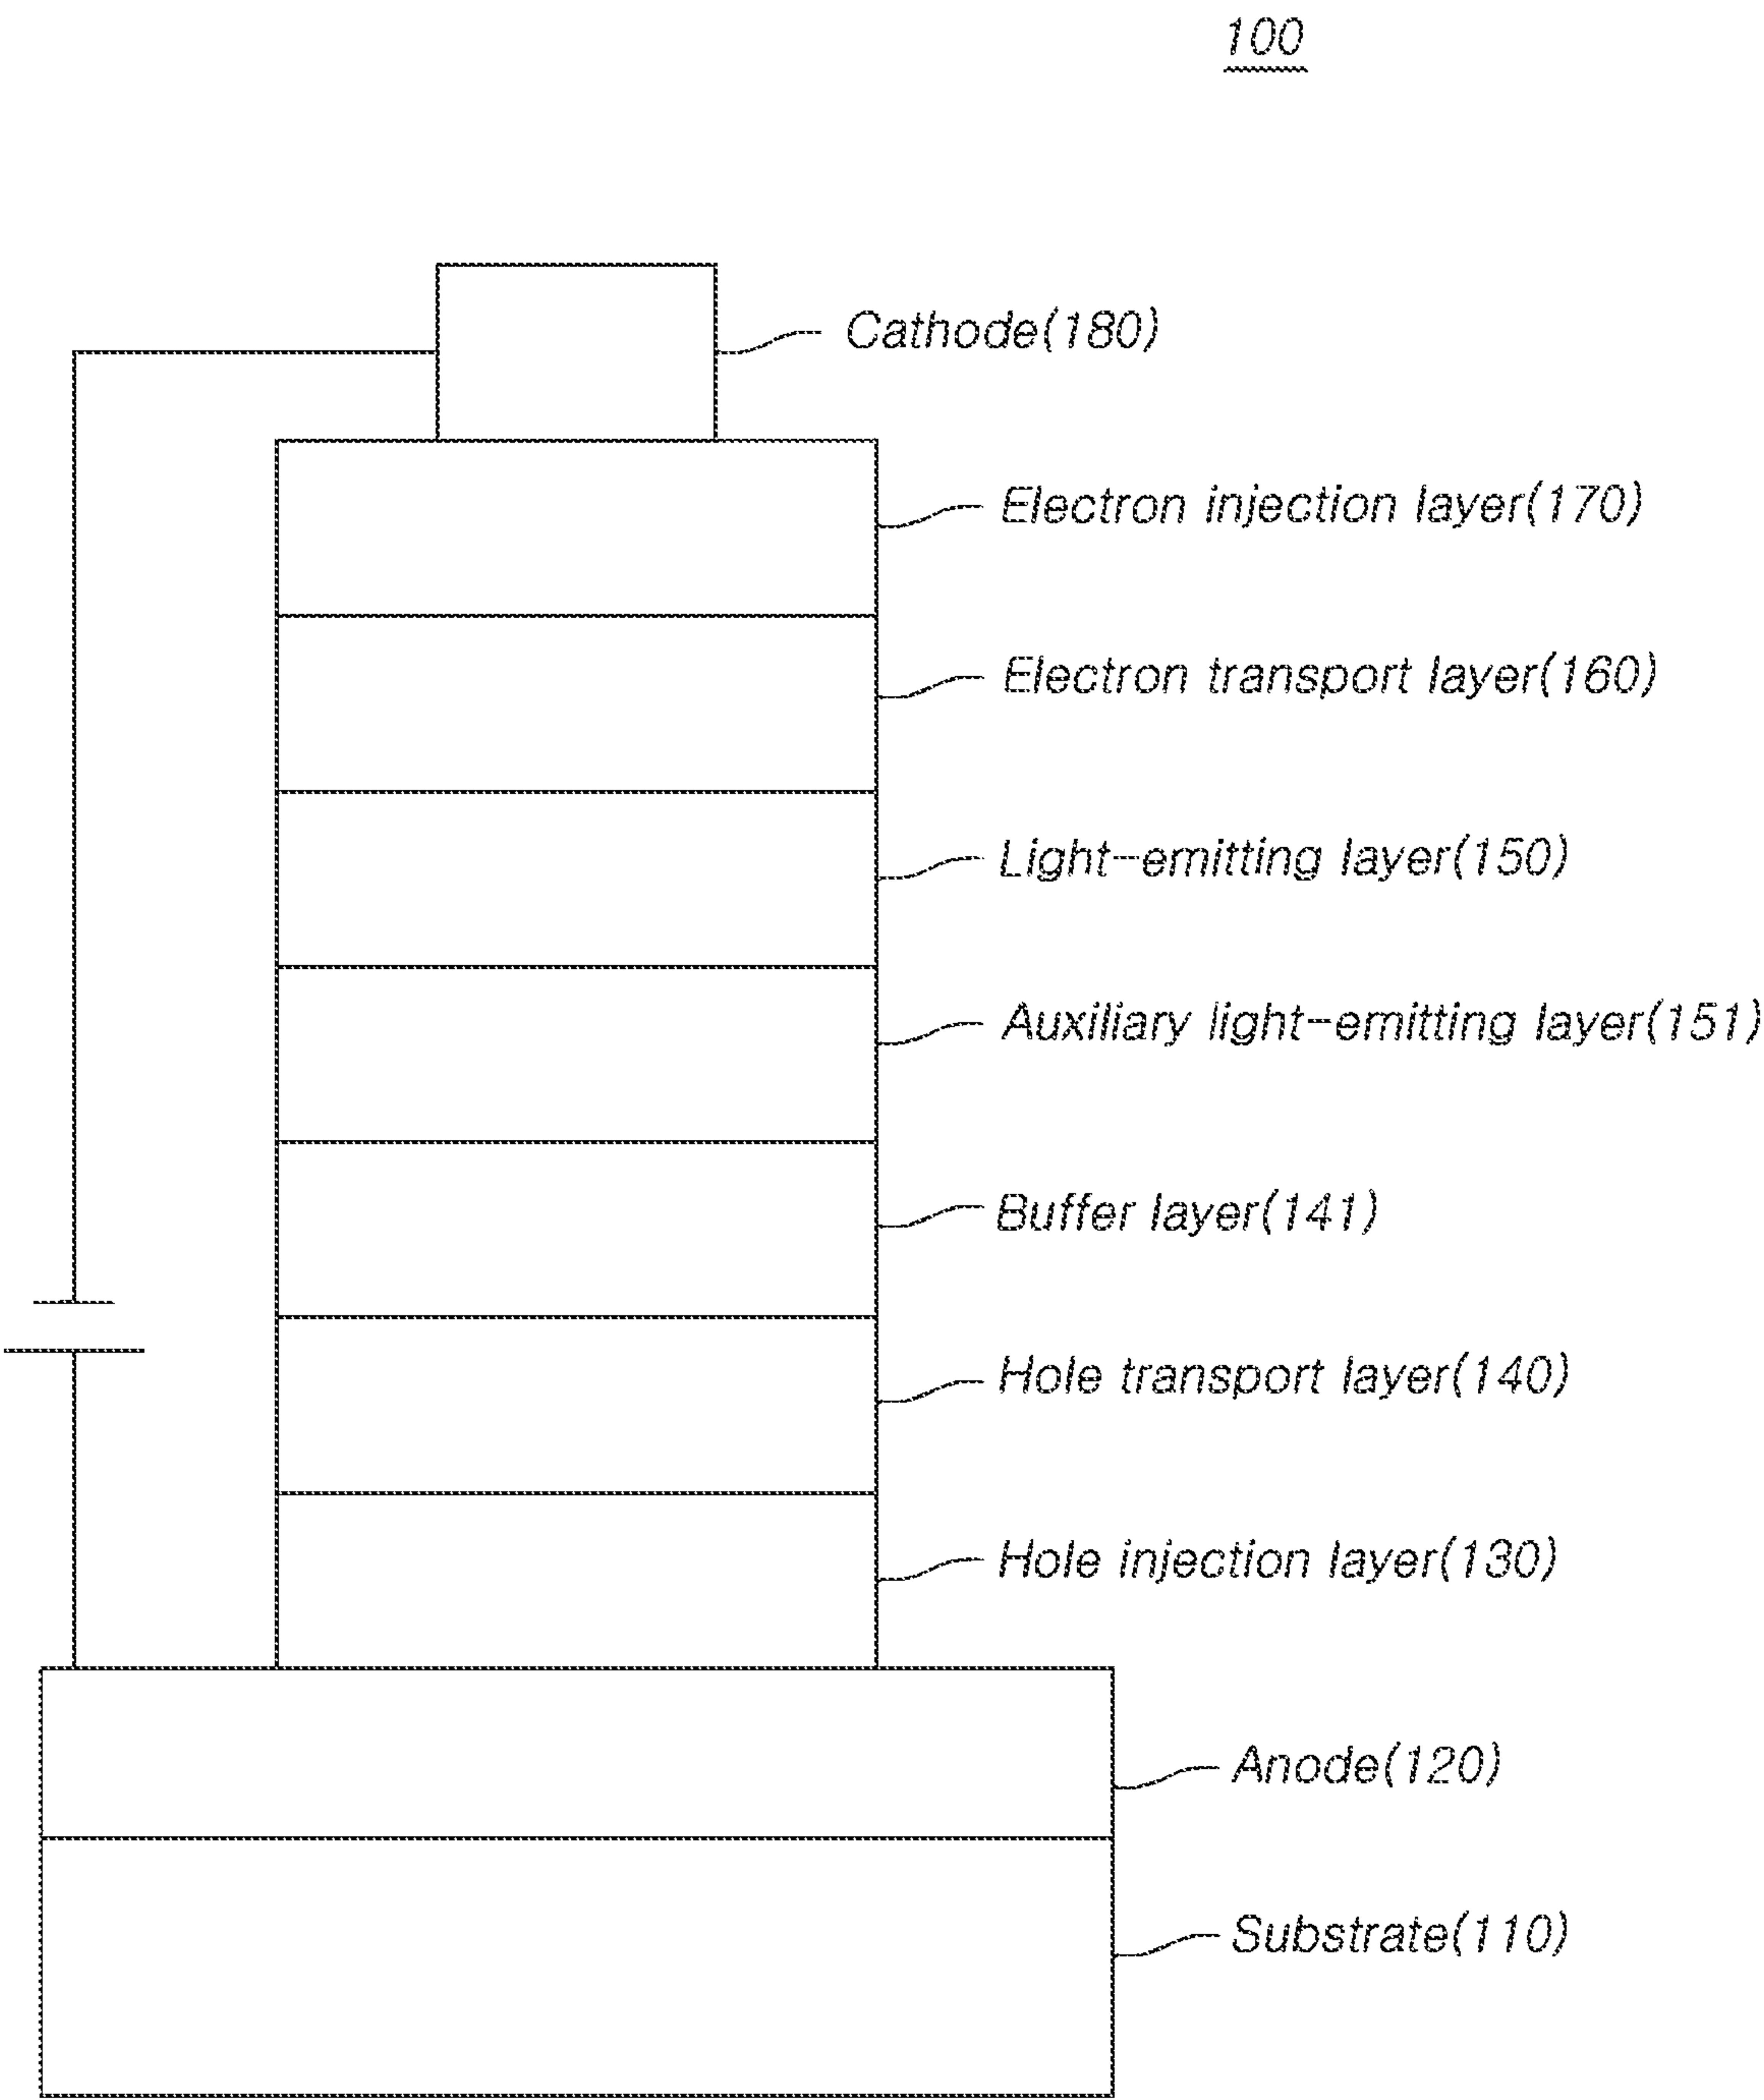 100
Cathode(180)
Electron injection layer(170)
Electron transport layer(160)
Light-emitting layer(150)
Auxiliary light-emitting layer(151)
Buffer layer(141)
Hole transport layer(140)
Hole injection layer(130)
Anode(120)
Substrate(110)